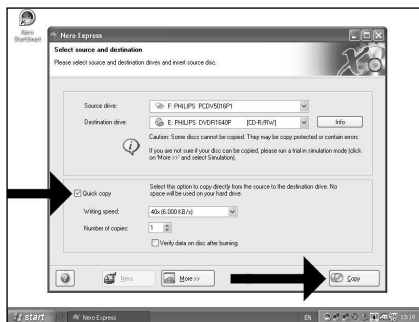 Nero
StartSmart
Nero Express
Select source and destination
Please select source and destination drives and insert source disc.
Source drive: F: PHILIPS PCDV5016P1
Destination drive: E: PHILIPS DVDR1640P [CD-R/RW] Info
Caution: Some discs cannot be copied. They may be copy protected or contain errors.
If you are not sure if your disc can be copied, please run a trial in simulation mode (click
on 'More >>' and select Simulation).
Quick copy
Select this option to copy directly from the source to the destination drive. No
space will be used on your hard drive.
Writing speed: 40x (6.000 KB/s)
Number of copies: 1
Verify data on disc after burning
Nero More >> Copy
start Nero Express EN 13:19